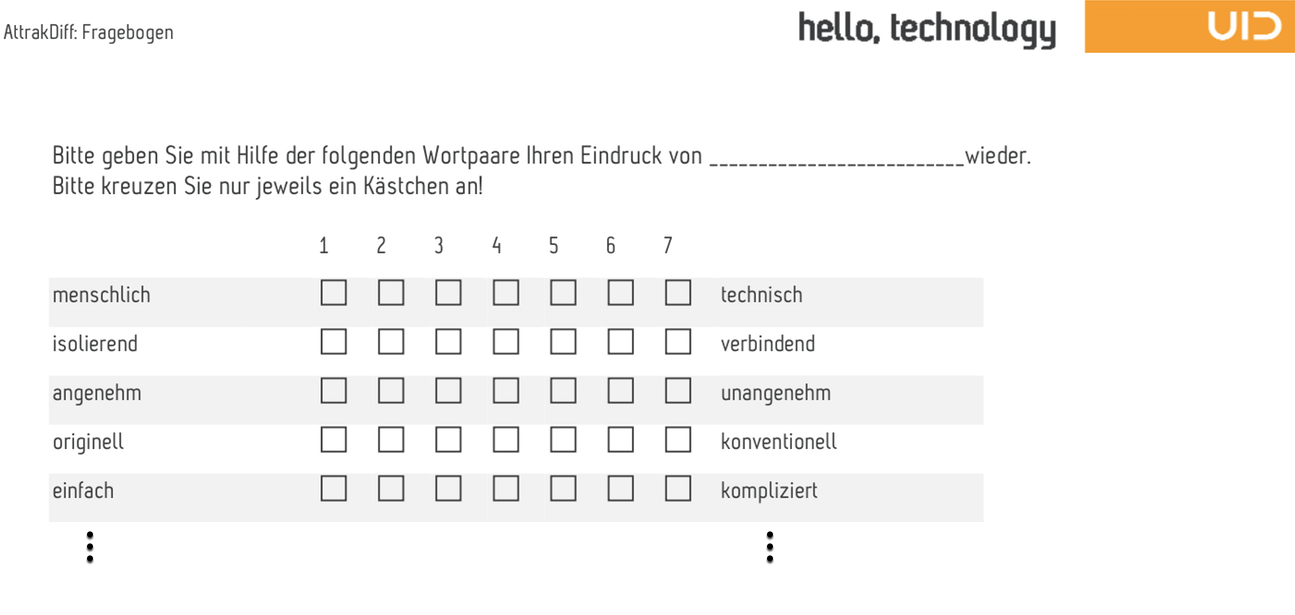 AttrakDiff: Fragebogen
hello, technology
UID
Bitte geben Sie mit Hilfe der folgenden Wortpaare Ihren Eindruck von __________________________wieder.
Bitte kreuzen Sie nur jeweils ein Kästchen an!
1 2 3 4 5 6 7
menschlich technisch
isolierend verbindend
angenehm unangenehm
originell konventionell
einfach kompliziert